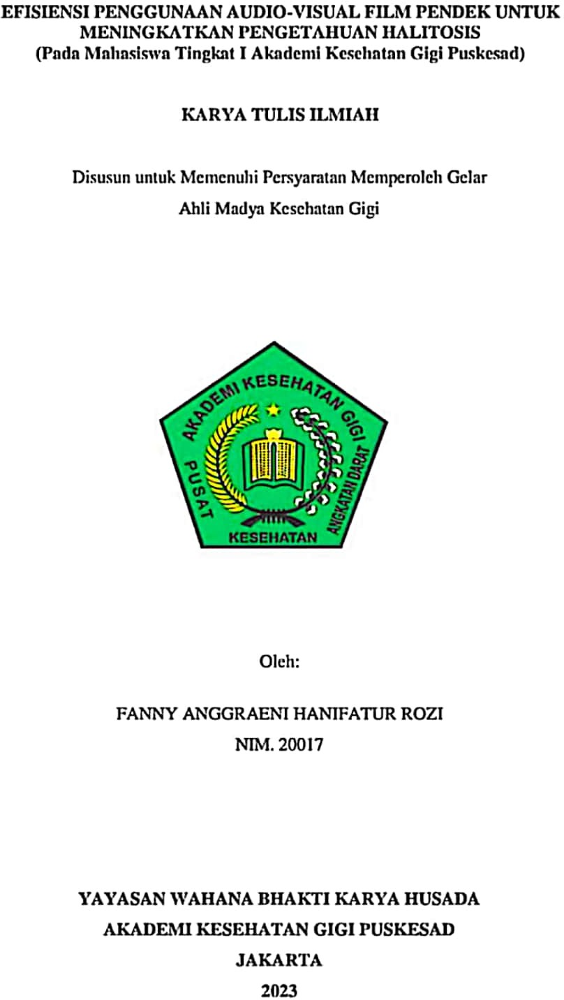 EFISIENSI PENGGUNAAN AUDIO-VISUAL FILM PENDEK UNTUK
MENINGKATKAN PENGETAHUAN HALITOSIS
(Pada Mahasiswa Tingkat I Akademi Kesehatan Gigi Puskesad)
KARYA TULIS ILMIAH
Disusun untuk Memenuhi Persyaratan Memperoleh Gelar
Ahli Madya Kesehatan Gigi
AKADEMI KESEHATAN GIGI
PUSAT
ANGKATAN DARAT
KESEHATAN
Oleh:
FANNY ANGGRAENI HANIFATUR ROZI
NIM. 20017
YAYASAN WAHANA BHAKTI KARYA HUSADA
AKADEMI KESEHATAN GIGI PUSKESAD
JAKARTA
2023